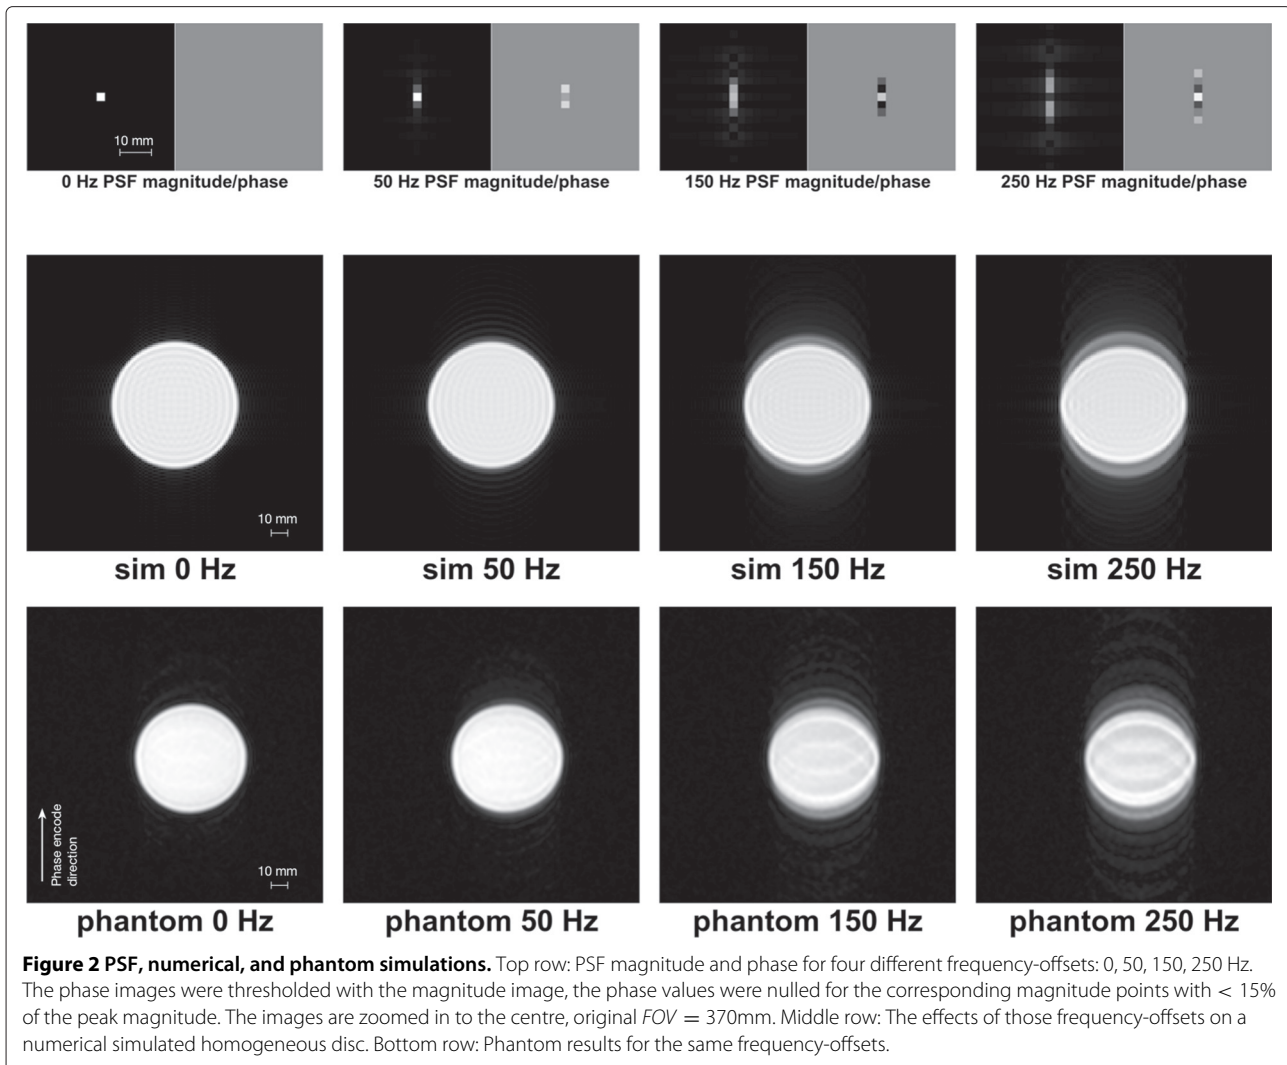 10 mm
0 Hz PSF magnitude/phase
50 Hz PSF magnitude/phase
150 Hz PSF magnitude/phase
250 Hz PSF magnitude/phase
10 mm
sim 0 Hz
sim 50 Hz
sim 150 Hz
sim 250 Hz
Phase encode
direction
10 mm
phantom 0 Hz
phantom 50 Hz
phantom 150 Hz
phantom 250 Hz
Figure 2 PSF, numerical, and phantom simulations. Top row: PSF magnitude and phase for four different frequency-offsets: 0, 50, 150, 250 Hz.
The phase images were thresholded with the magnitude image, the phase values were nulled for the corresponding magnitude points with < 15%
of the peak magnitude. The images are zoomed in to the centre, original FOV = 370mm. Middle row: The effects of those frequency-offsets on a
numerical simulated homogeneous disc. Bottom row: Phantom results for the same frequency-offsets.